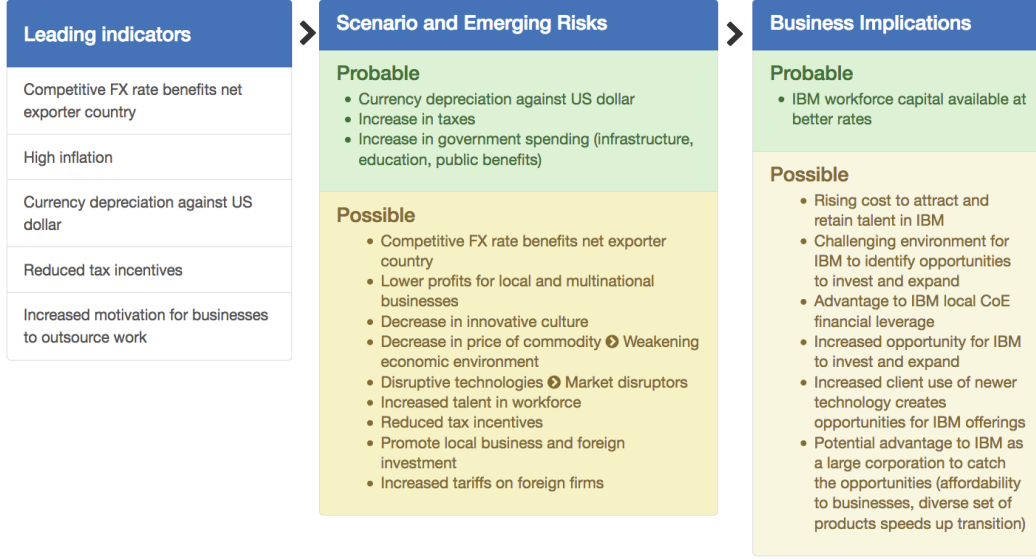 Leading indicators
Competitive FX rate benefits net
exporter country
High inflation
Currency depreciation against US
dollar
Reduced tax incentives
Increased motivation for businesses
to outsource work
Scenario and Emerging Risks
Probable
• Currency depreciation against US dollar
• Increase in taxes
• Increase in government spending (infrastructure,
education, public benefits)
Possible
• Competitive FX rate benefits net exporter
country
• Lower profits for local and multinational
businesses
• Decrease in innovative culture
• Decrease in price of commodity Weakening
economic environment
• Disruptive technologies Market disruptors
• Increased talent in workforce
• Reduced tax incentives
• Promote local business and foreign
investment
• Increased tariffs on foreign firms
Business Implications
Probable
• IBM workforce capital available at
better rates
Possible
• Rising cost to attract and
retain talent in IBM
• Challenging environment for
IBM to identify opportunities
to invest and expand
• Advantage to IBM local CoE
financial leverage
• Increased opportunity for IBM
to invest and expand
• Increased client use of newer
technology creates
opportunities for IBM offerings
• Potential advantage to IBM as
a large corporation to catch
the opportunities (affordability
to businesses, diverse set of
products speeds up transition)